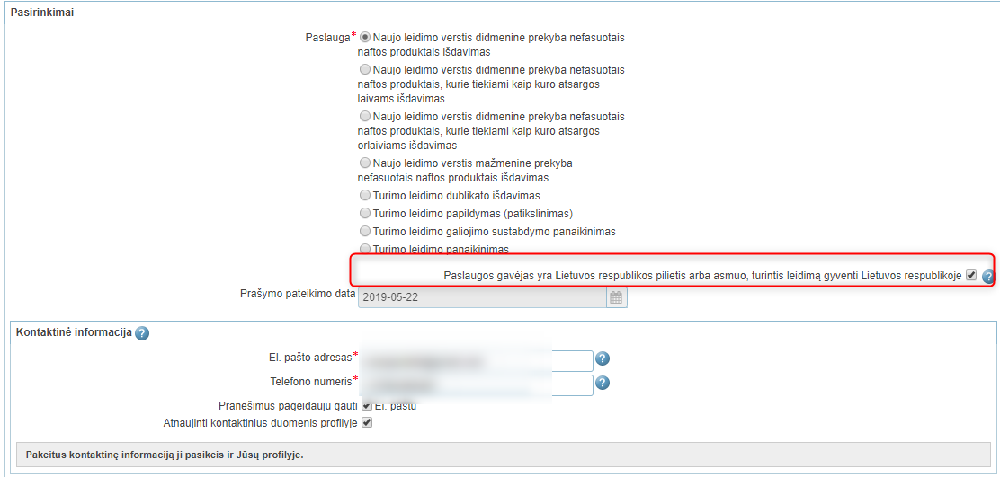 Pasirinkimai
Paslauga* Naujo leidimo verstis didmenine prekyba nefasuotais
naftos produktais išdavimas
Naujo leidimo verstis didmenine prekyba nefasuotais
naftos produktais, kurie tiekiami kaip kuro atsargos
laivams išdavimas
Naujo leidimo verstis didmenine prekyba nefasuotais
naftos produktais, kurie tiekiami kaip kuro atsargos
orlaiviams išdavimas
Naujo leidimo verstis mažmenine prekyba
nefasuotais naftos produktais išdavimas
Turimo leidimo dublikato išdavimas
Turimo leidimo papildymas (patikslinimas)
Turimo leidimo galiojimo sustabdymo panaikinimas
Turimo leidimo panaikinimas
Paslaugos gavėjas yra Lietuvos respublikos pilietis arba asmuo, turintis leidimą gyventi Lietuvos respublikoje ?
Prašymo pateikimo data 2019-05-22
Kontaktinė informacija ?
El. pašto adresas* ?
Telefono numeris* ?
Pranešimus pageidauju gauti El. paštu
Atnaujinti kontaktinius duomenis profilyje
Pakeitus kontaktinę informaciją ji pasikeis ir Jūsų profilyje.